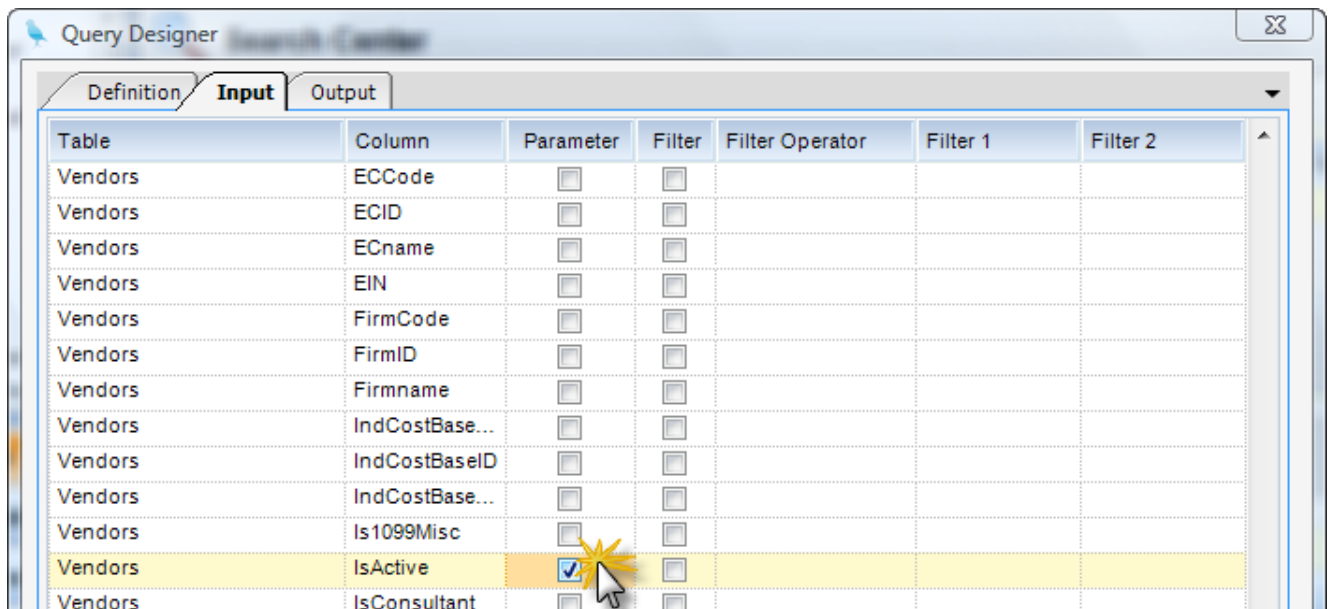 Query Designer Search Center
Definition Input Output
Table Column Parameter Filter Filter Operator Filter 1 Filter 2
Vendors ECCode
Vendors ECID
Vendors ECname
Vendors EIN
Vendors FirmCode
Vendors FirmID
Vendors Firmname
Vendors IndCostBase...
Vendors IndCostBaseID
Vendors IndCostBase...
Vendors Is1099Misc
Vendors IsActive
Vendors IsConsultant